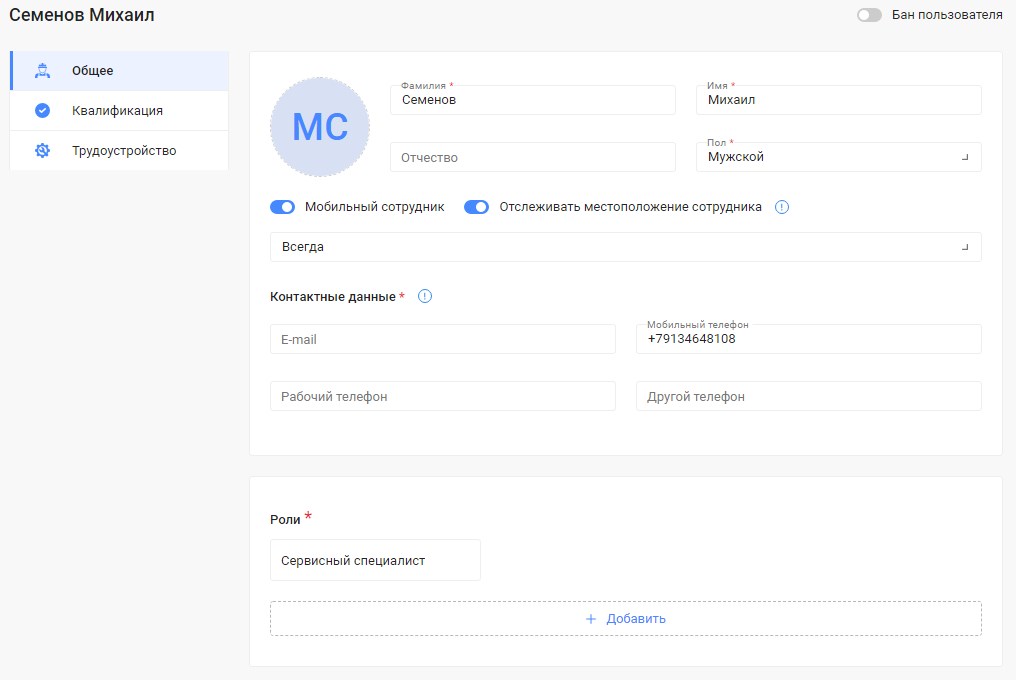 Семенов Михаил
Бан пользователя
Общее
Квалификация
Трудоустройство
МС
Фамилия *
Семенов
Имя *
Михаил
Отчество
Пол *
Мужской
Мобильный сотрудник
Отслеживать местоположение сотрудника
Всегда
Контактные данные *
E-mail
Мобильный телефон
+79134648108
Рабочий телефон
Другой телефон
Роли *
Сервисный специалист
+ Добавить